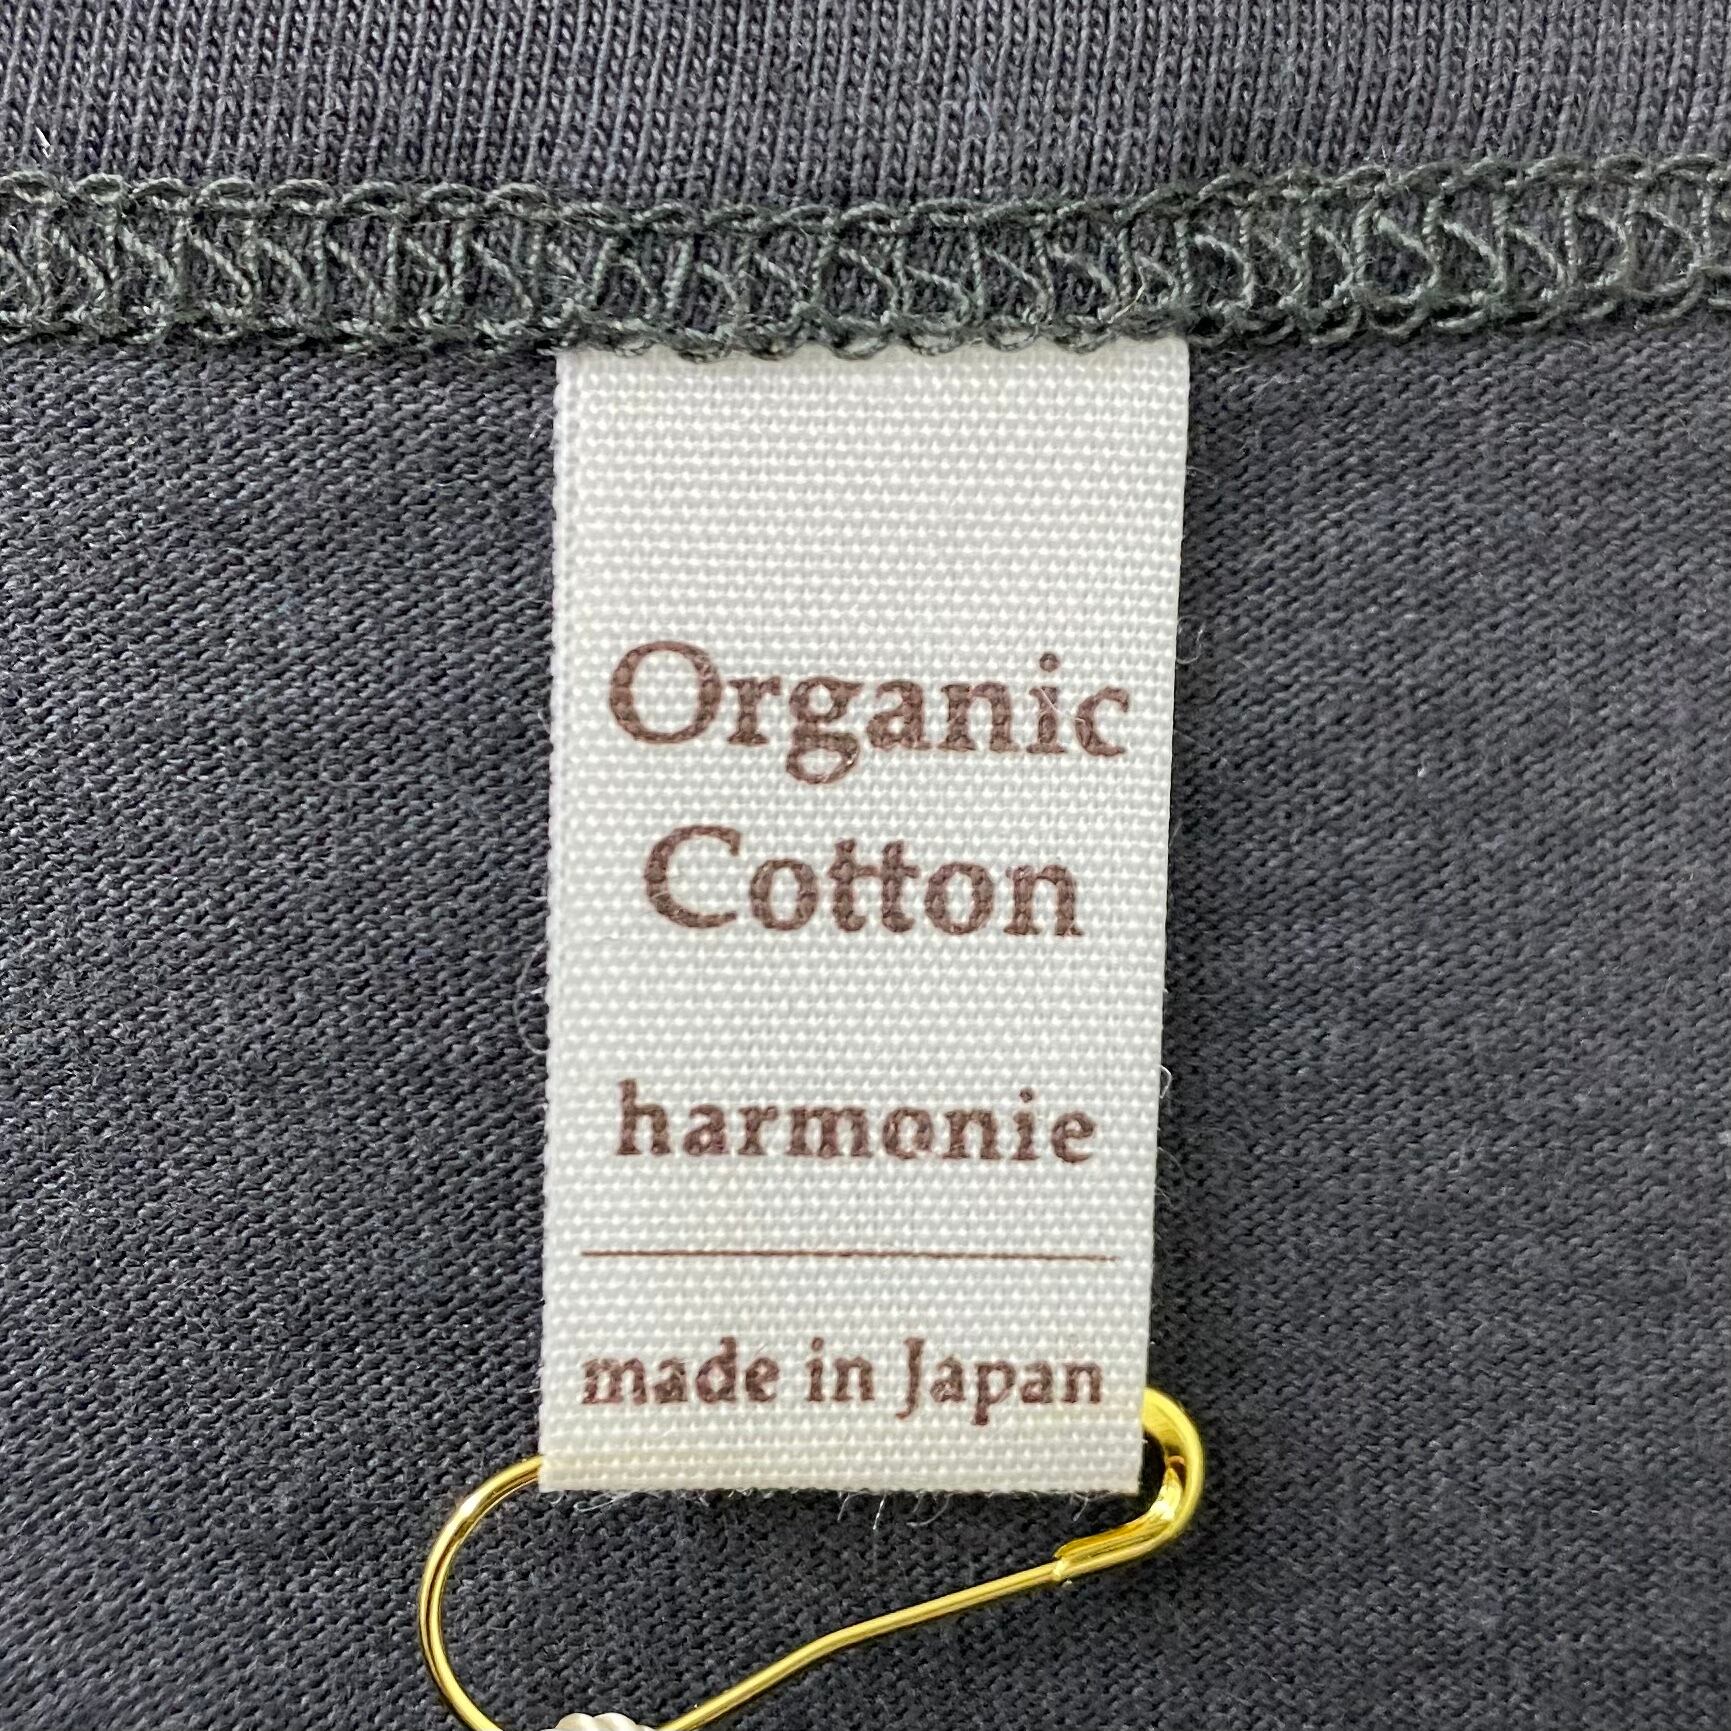 Organic
Cotton
harmonie
made in Japan